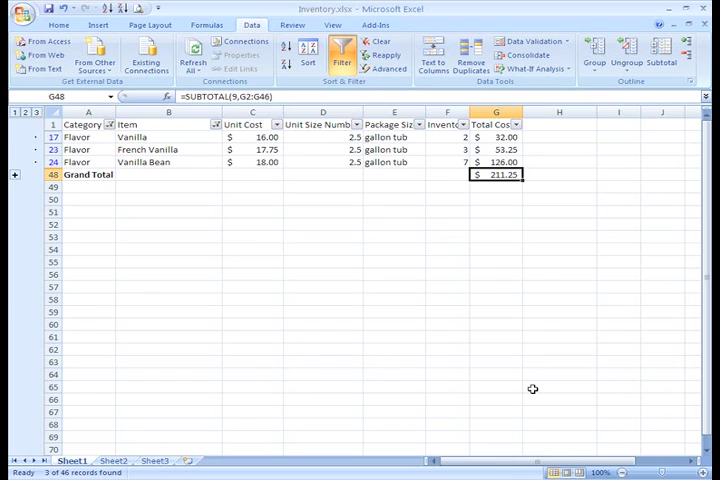 Inventory.xlsx - Microsoft Excel
Home Insert Page Layout Formulas Data Review View Add-Ins
From Access From Web From Text From Other Sources Existing Connections Refresh All Connections Properties Edit Links Sort Filter Clear Reapply Advanced Text to Columns Remove Duplicates Data Validation Consolidate What-If Analysis Group Ungroup Subtotal
Get External Data Connections Sort & Filter Data Tools Outline
G48 fx =SUBTOTAL(9,G2:G46)
1 2 3 A B C D E F G H I J K
1 Category Item Unit Cost Unit Size Numb Package Siz Invento Total Cos
17 Flavor Vanilla $ 16.00 2.5 gallon tub 2 $ 32.00
23 Flavor French Vanilla $ 17.75 2.5 gallon tub 3 $ 53.25
24 Flavor Vanilla Bean $ 18.00 2.5 gallon tub 7 $ 126.00
48 Grand Total $ 211.25
49
50
51
52
53
54
55
56
57
58
59
60
61
62
63
64
65
66
67
68
69
70
Sheet1 Sheet2 Sheet3
Ready 3 of 46 records found 100%